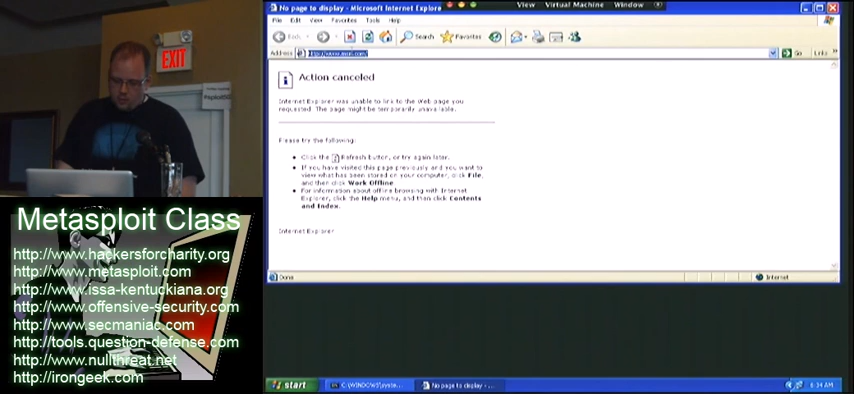 EXIT
Metasploit Class
http://www.hackersforcharity.org
http://www.metasploit.com
http://www.issa-kentuckiana.org
http://www.offensive-security.com
http://www.secmaniac.com
http://tools.question-defense.com
http://www.nullthreat.net
http://irongeek.com
No page to display - Microsoft Internet Explore
View Virtual Machine Window
File Edit View Favorites Tools Help
Back Search Favorites
Address Go Links
Action canceled
Internet Explorer was unable to link to the Web page you
requested. The page might be temporarily unavailable.
Please try the following:
Click the Refresh button, or try again later.
If you have visited this page previously and you want to
view what has been stored on your computer, click File,
and then click Work Offline
For information about offline browsing with Internet
Explorer, click the Help menu, and then click Contents
and Index.
Internet Explorer
Done Internet
start C:\WINDOWS\system... No page to display - ... 6:34 AM